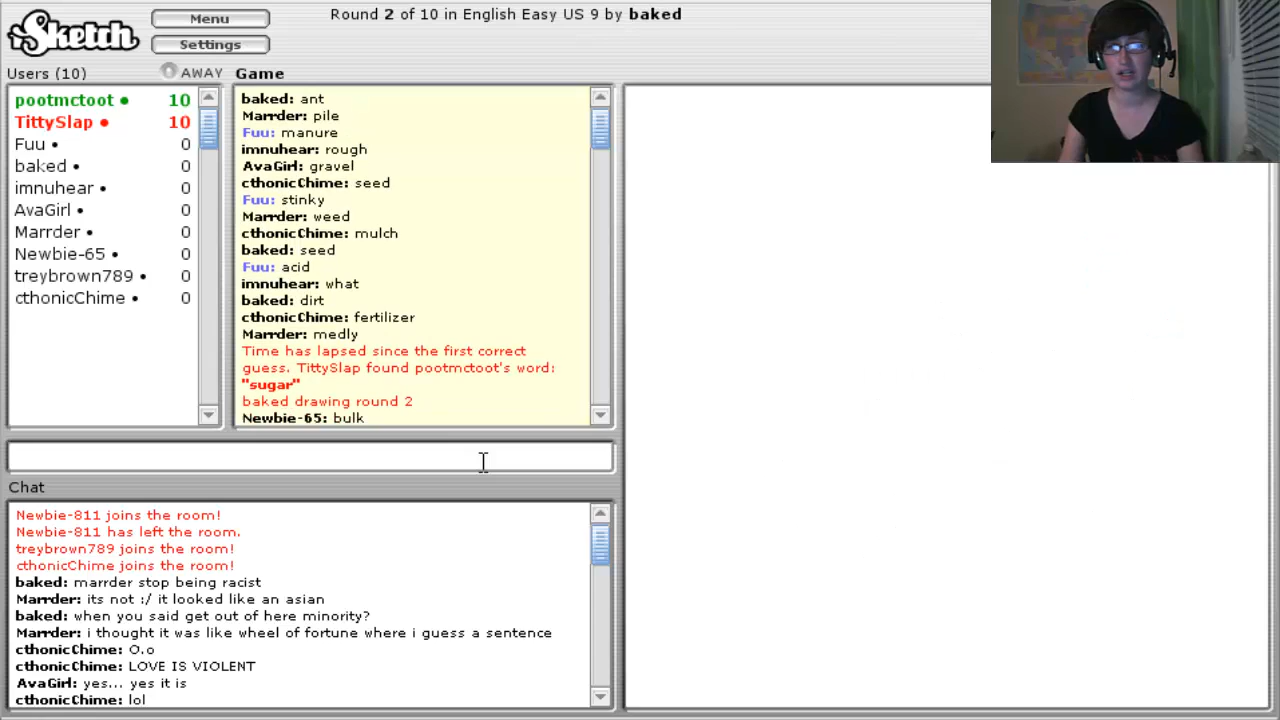 iSketch
Menu
Settings
Round 2 of 10 in English Easy US 9 by baked
Users (10)
AWAY
Game
pootmctoot • 10
TittySlap • 10
Fuu • 0
baked • 0
imnuhear • 0
AvaGirl • 0
Marrder • 0
Newbie-65 • 0
treybrown789 • 0
cthonicChime • 0
baked: ant
Marrder: pile
Fuu: manure
imnuhear: rough
AvaGirl: gravel
cthonicChime: seed
Fuu: stinky
Marrder: weed
cthonicChime: mulch
baked: seed
Fuu: acid
imnuhear: what
baked: dirt
cthonicChime: fertilizer
Marrder: medly
Time has lapsed since the first correct
guess. TittySlap found pootmctoot's word:
"sugar"
baked drawing round 2
Newbie-65: bulk
Chat
Newbie-811 joins the room!
Newbie-811 has left the room.
treybrown789 joins the room!
cthonicChime joins the room!
baked: marrder stop being racist
Marrder: its not :/ it looked like an asian
baked: when you said get out of here minority?
Marrder: i thought it was like wheel of fortune where i guess a sentence
cthonicChime: O.o
cthonicChime: LOVE IS VIOLENT
AvaGirl: yes... yes it is
cthonicChime: lol